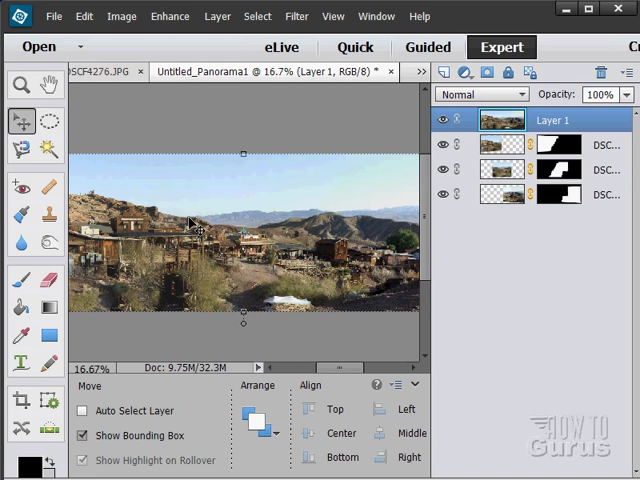 File Edit Image Enhance Layer Select Filter View Window Help
Open eLive Quick Guided Expert
DSCF4276.JPG × Untitled_Panorama1 @ 16.7% (Layer 1, RGB/8) * ×
Normal Opacity: 100%
Layer 1
DSC...
DSC...
DSC...
16.67% Doc: 9.75M/32.3M
Move Arrange Align
Auto Select Layer Top Left
Show Bounding Box Center Middle
Show Highlight on Rollover Bottom Right
HOW TO
Gurus